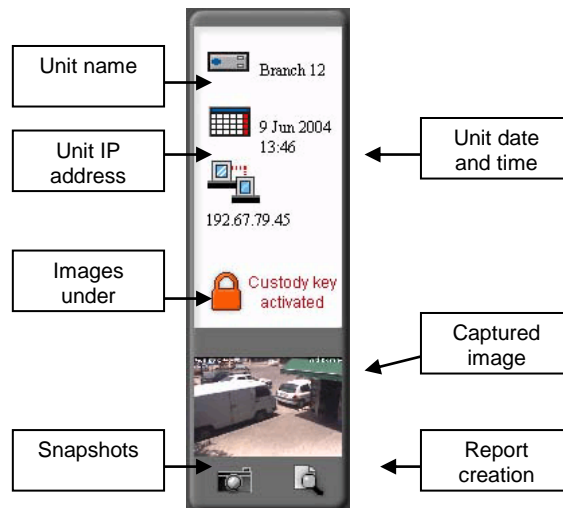 Unit name
Branch 12
9 Jun 2004
13:46
Unit IP
address
Unit date
and time
192.67.79.45
Images
under
Custody key
activated
Captured
image
Snapshots
Report
creation